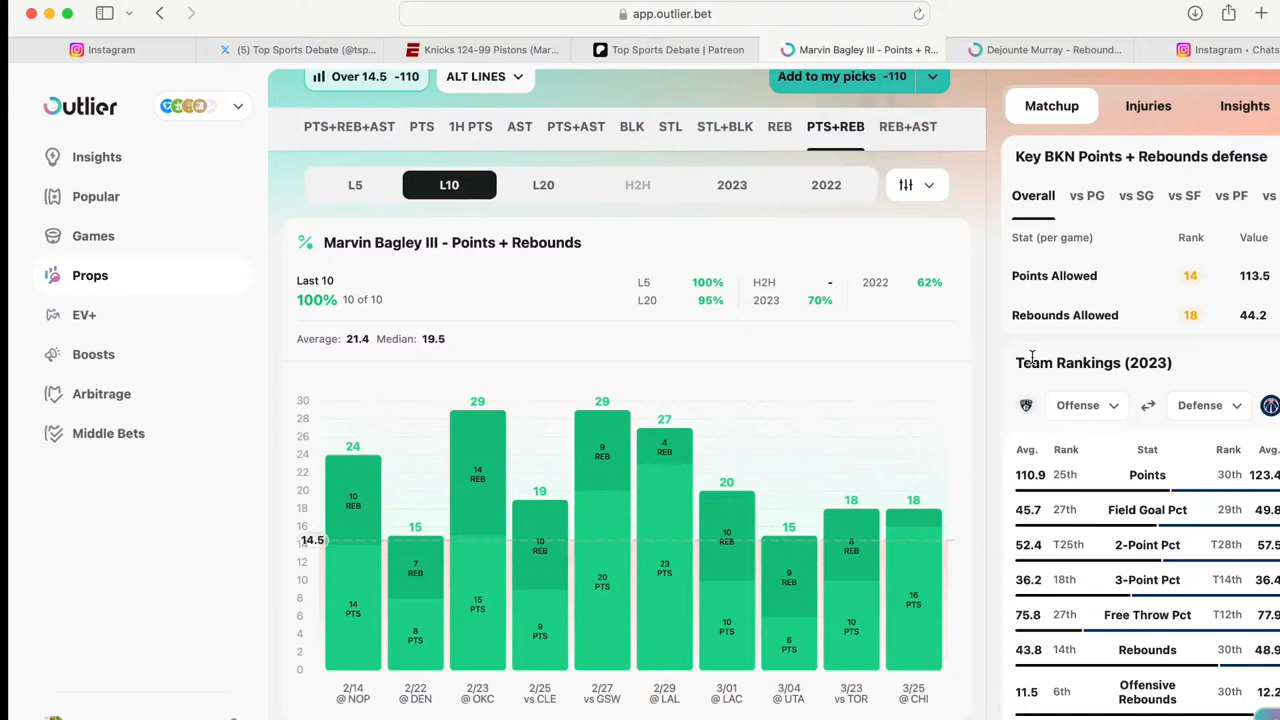 app.outlier.bet
Instagram
(5) Top Sports Debate (@tsp...
Knicks 124-99 Pistons (Mar...
Top Sports Debate | Patreon
Marvin Bagley III - Points + R...
Dejounte Murray - Rebound...
Instagram • Chats
Outlier
Insights
Popular
Games
Props
EV+
Boosts
Arbitrage
Middle Bets
Over 14.5 -110
ALT LINES
Add to my picks -110
PTS+REB+AST PTS 1H PTS AST PTS+AST BLK STL STL+BLK REB PTS+REB REB+AST
L5 L10 L20 H2H 2023 2022
Marvin Bagley III - Points + Rebounds
Last 10
100% 10 of 10
L5 100% H2H - 2022 62%
L20 95% 2023 70%
Average: 21.4 Median: 19.5
30
28
26
24
22
20
18
16
14
12
10
8
6
4
2
0
14.5
24
10 REB
14 PTS
15
7 REB
8 PTS
29
14 REB
15 PTS
19
10 REB
9 PTS
29
9 REB
20 PTS
27
4 REB
23 PTS
20
10 REB
10 PTS
15
9 REB
6 PTS
18
8 REB
10 PTS
18
16 PTS
2/14 2/22 2/23 2/25 2/27 2/29 3/01 3/04 3/23 3/25
@ NOP @ DEN @ OKC vs CLE vs GSW @ LAL @ LAC @ UTA vs TOR @ CHI
Matchup Injuries Insights
Key BKN Points + Rebounds defense
Overall vs PG vs SG vs SF vs PF vs
Stat (per game) Rank Value
Points Allowed 14 113.5
Rebounds Allowed 18 44.2
Team Rankings (2023)
Offense Defense
Avg. Rank Stat Rank Avg.
110.9 25th Points 30th 123.4
45.7 27th Field Goal Pct 29th 49.8
52.4 T25th 2-Point Pct T28th 57.5
36.2 18th 3-Point Pct T14th 36.4
75.8 27th Free Throw Pct T12th 77.9
43.8 14th Rebounds 30th 48.9
11.5 6th Offensive Rebounds 30th 12.2